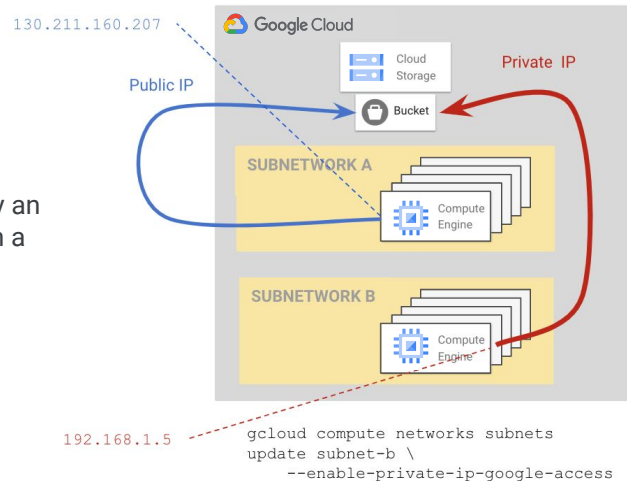 130.211.160.207
Google Cloud
Cloud
Storage
Private IP
Public IP
Bucket
SUBNETWORK A
y an
n a
Compute
Engine
SUBNETWORK B
Compute
Engine
192.168.1.5
gcloud compute networks subnets
update subnet-b \
--enable-private-ip-google-access